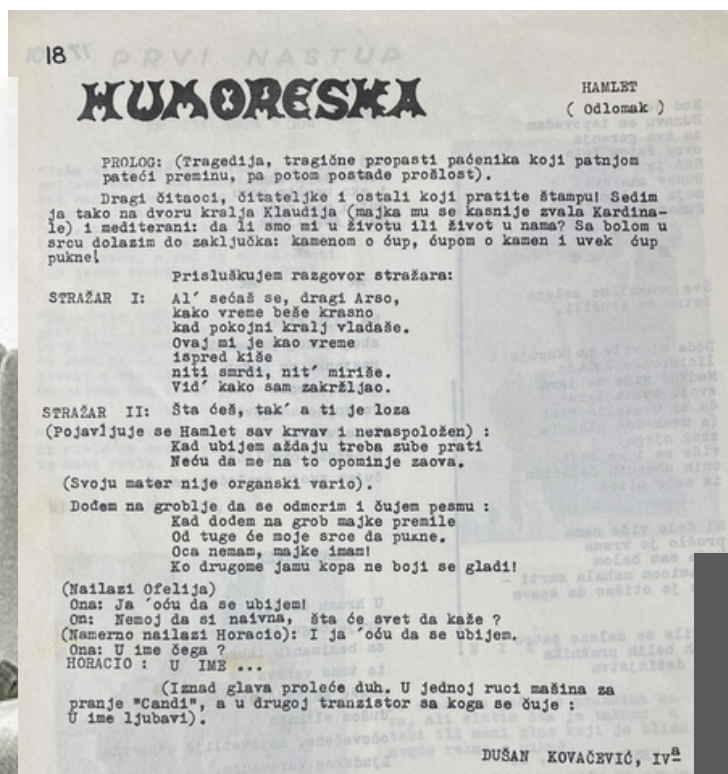 18
HUMORESKA
HAMLET
( Odlomak )
PROLOG: (Tragedija, tragične propasti paćenika koji patnjom
pateći preminu, pa potom postade prošlost).
Dragi čitaoci, čitateljke i ostali koji pratite štampu! Sedim
ja tako na dvoru kralja Klaudija (majka mu se kasnije zvala Kardina-
le) i mediterani: da li smo mi u životu ili život u nama? Sa bolom u
srcu dolazim do zaključka: kamenom o ćup, ćupom o kamen i uvek ćup
pukne!
Prisluškujem razgovor stražara:
STRAŽAR I: Al´ sećaš se, dragi Arso,
kako vreme beše krasno
kad pokojni kralj vladaše.
Ovaj mi je kao vreme
ispred kiše
niti smrdi, nit´ miriše.
Vid´ kako sam zakržljao.
STRAŽAR II: Šta ćeš, tak´ a ti je loza
(Pojavljuje se Hamlet sav krvav i neraspoložen) :
Kad ubijem aždaju treba zube prati
Neću da me na to opominje zaova.
(Svoju mater nije organski vario).
Dođem na groblje da se odmorim i čujem pesmu :
Kad dođem na grob majke premile
Od tuge će moje srce da pukne.
Oca nemam, majke imam!
Ko drugome jamu kopa ne boji se gladi!
(Nailazi Ofelija)
Ona: Ja ´oću da se ubijem!
On: Nemoj da si naivna, šta će svet da kaže ?
(Namerno nailazi Horacio): I ja ´oću da se ubijem.
Ona: U ime čega ?
HORACIO : U IME ...
(Iznad glava proleće duh. U jednoj ruci mašina za
pranje "Candi", a u drugoj tranzistor sa koga se čuje :
U ime ljubavi).
DUŠAN KOVAČEVIĆ, IVa